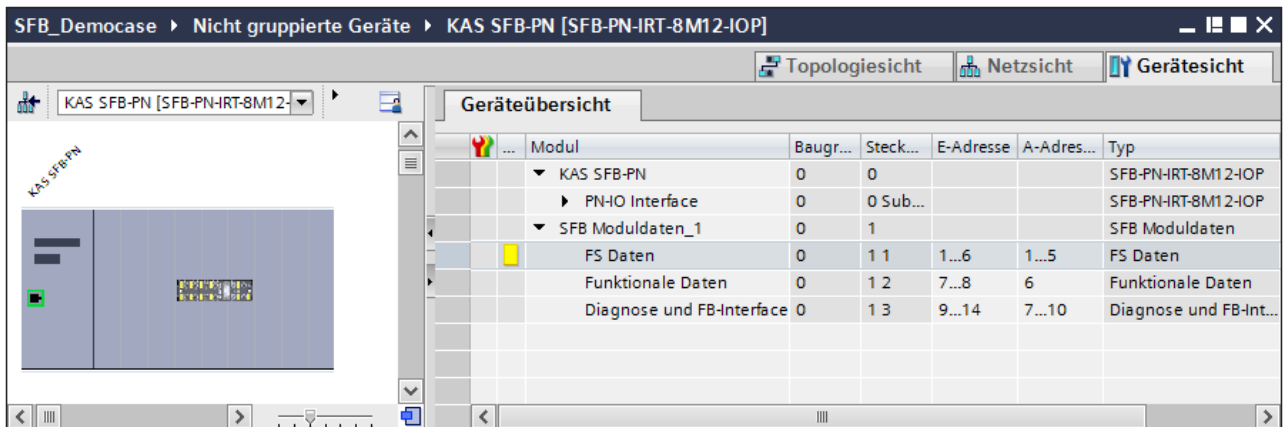 SFB_Democase ▸ Nicht gruppierte Geräte ▸ KAS SFB-PN [SFB-PN-IRT-8M12-IOP]
Topologiesicht Netzsicht Gerätesicht
KAS SFB-PN [SFB-PN-IRT-8M12-
Geräteübersicht
KAS SFB-PN
... Modul Baugr... Steck... E-Adresse A-Adres... Typ
KAS SFB-PN 0 0 SFB-PN-IRT-8M12-IOP
PN-IO Interface 0 0 Sub... SFB-PN-IRT-8M12-IOP
SFB Moduldaten_1 0 1 SFB Moduldaten
FS Daten 0 1 1 1...6 1...5 FS Daten
Funktionale Daten 0 1 2 7...8 6 Funktionale Daten
Diagnose und FB-Interface 0 1 3 9...14 7...10 Diagnose und FB-Int...